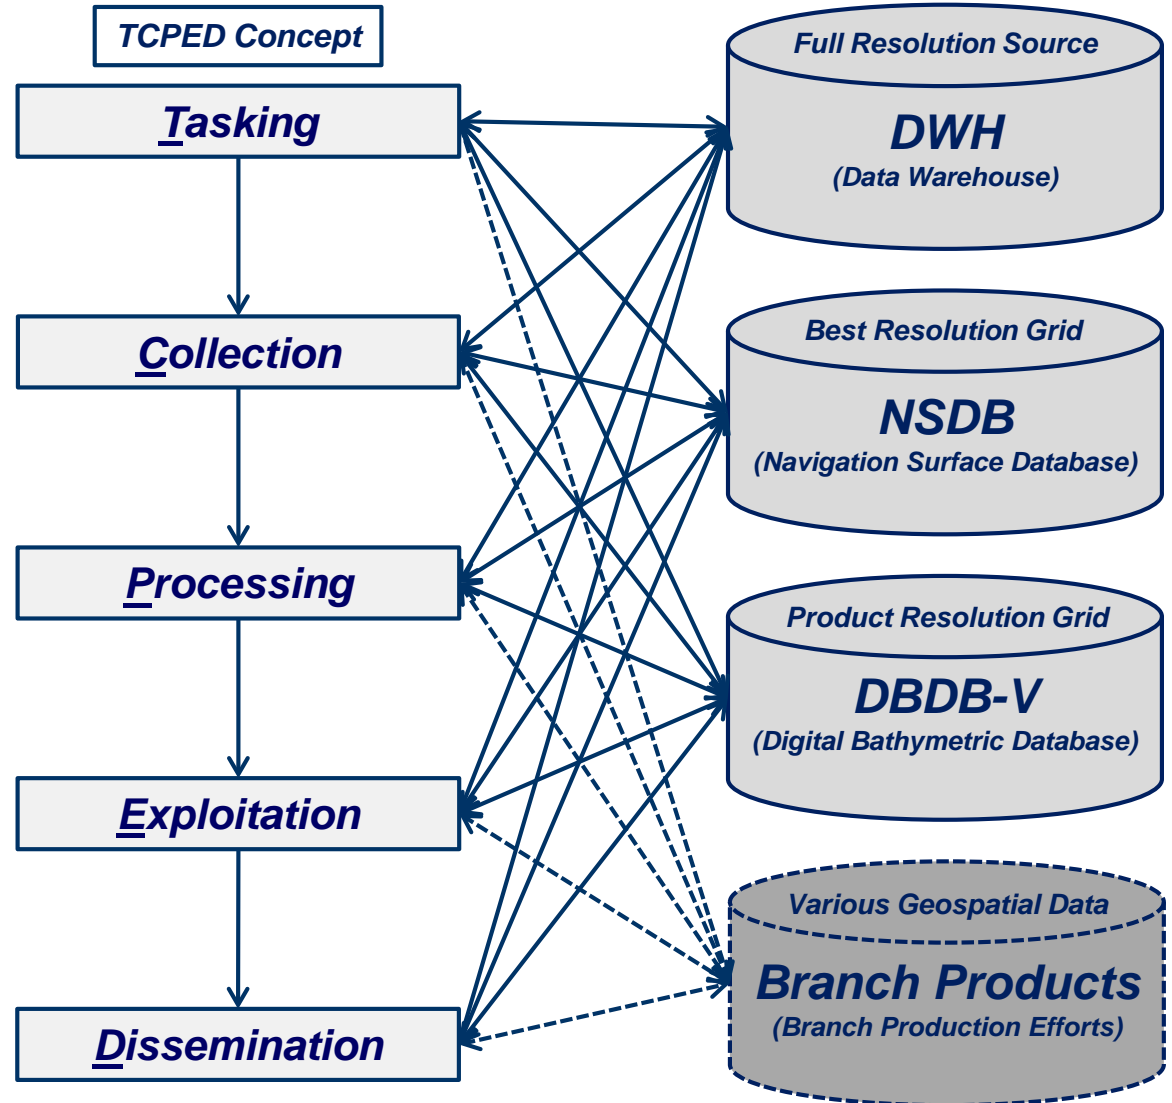 TCPED Concept
Tasking
Collection
Processing
Exploitation
Dissemination
Full Resolution Source
DWH
(Data Warehouse)
Best Resolution Grid
NSDB
(Navigation Surface Database)
Product Resolution Grid
DBDB-V
(Digital Bathymetric Database)
Various Geospatial Data
Branch Products
(Branch Production Efforts)